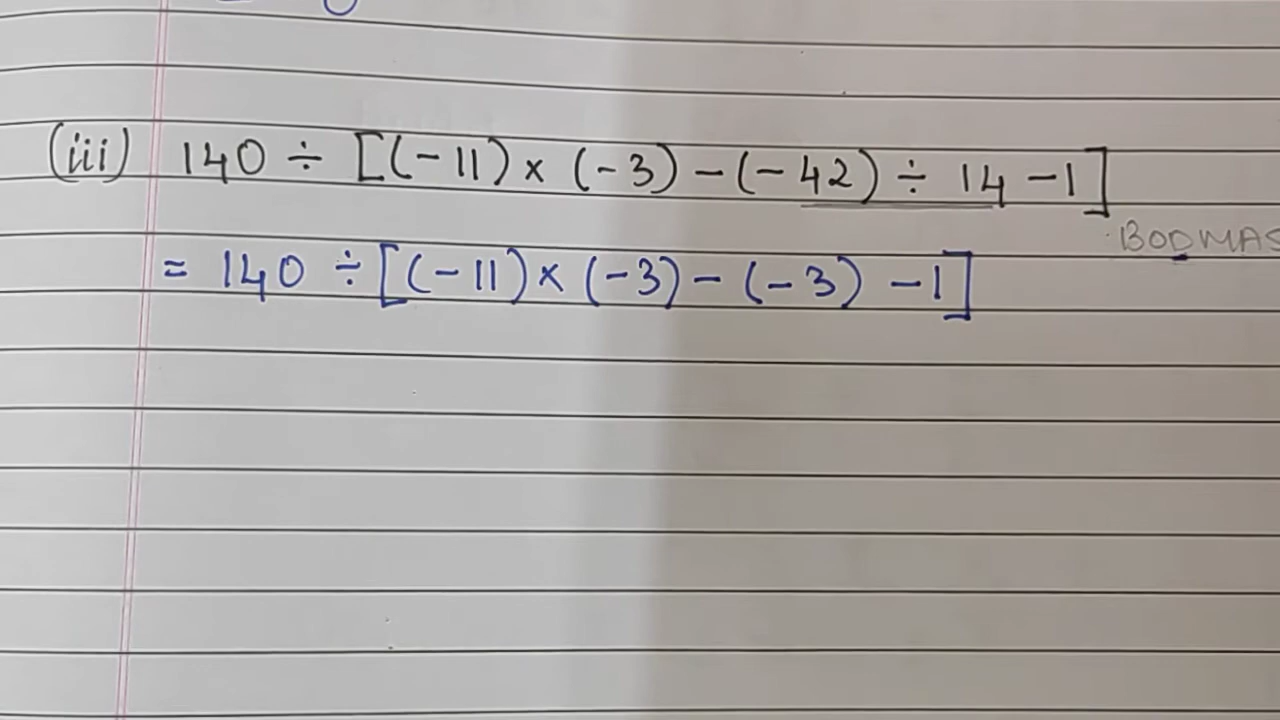 (iii) 140 ÷ [(-11) × (-3) - (-42) ÷ 14 - 1]
BODMAS
= 140 ÷ [(-11) × (-3) - (-3) - 1]